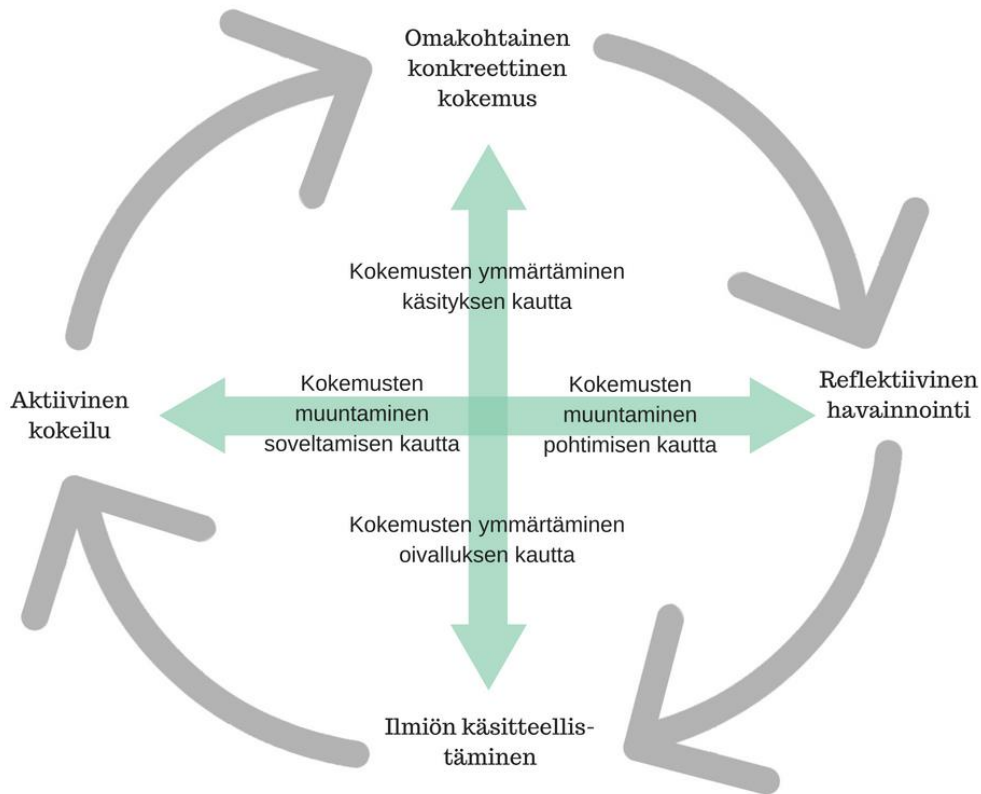 Omakohtainen
konkreettinen
kokemus
Kokemusten ymmärtäminen
käsityksen kautta
Aktiivinen
kokeilu
Kokemusten
muuntaminen
soveltamisen kautta
Kokemusten
muuntaminen
pohtimisen kautta
Reflektiivinen
havainnointi
Kokemusten ymmärtäminen
oivalluksen kautta
Ilmiön käsitteellis-
täminen